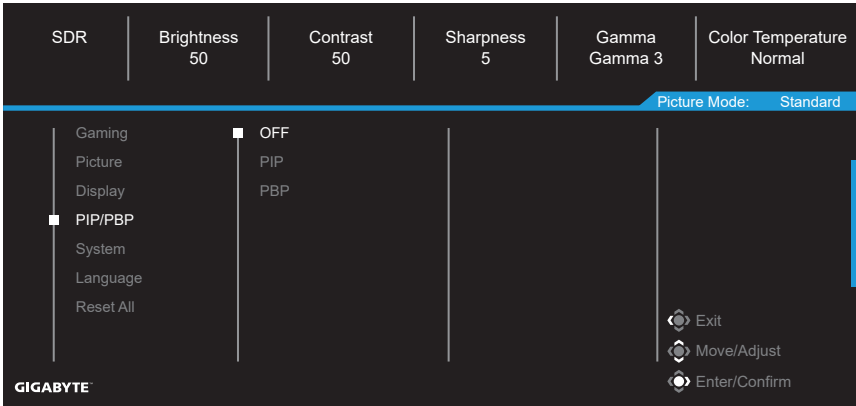 SDR Brightness Contrast Sharpness Gamma Color Temperature
50 50 5 Gamma 3 Normal
Picture Mode: Standard
Gaming OFF
Picture PIP
Display PBP
PIP/PBP
System
Language
Reset All
Exit
Move/Adjust
Enter/Confirm
GIGABYTE™